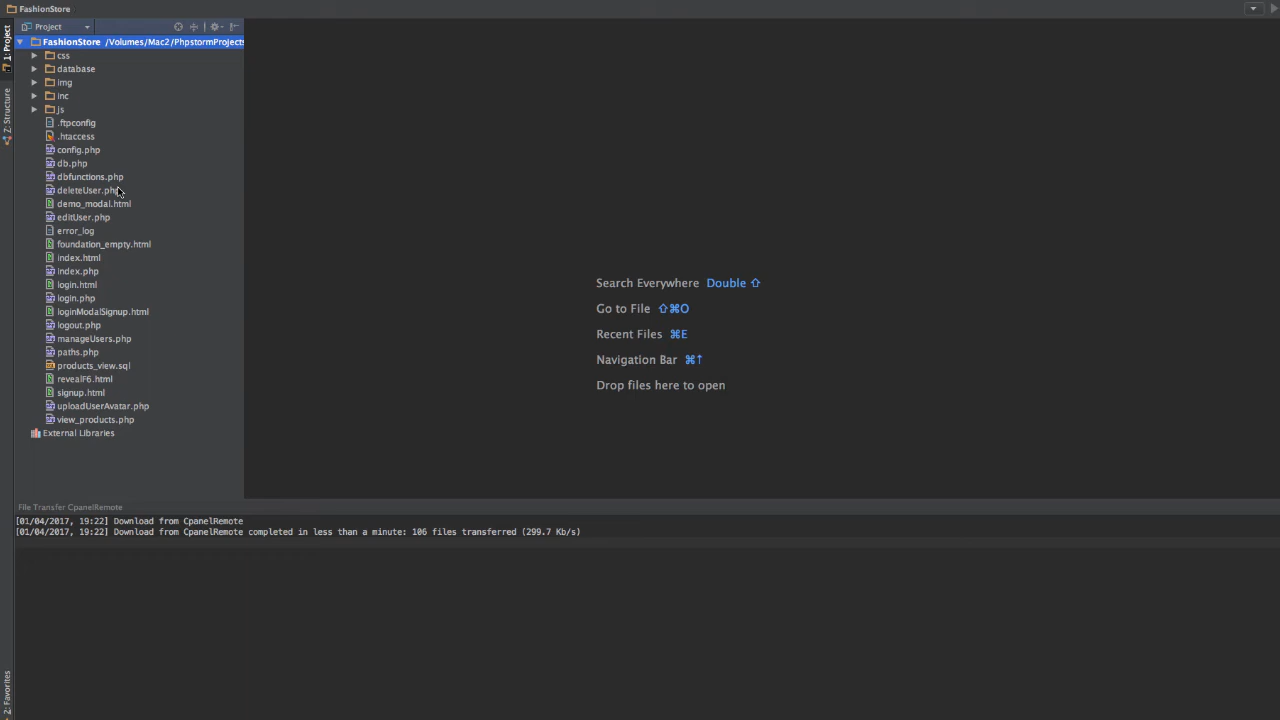 FashionStore
Project
1: Project
FashionStore /Volumes/Mac2/PhpstormProjects
css
database
img
inc
js
.ftpconfig
.htaccess
config.php
db.php
dbfunctions.php
deleteUser.php
demo_modal.html
editUser.php
error_log
foundation_empty.html
index.html
index.php
login.html
login.php
loginModalSignup.html
logout.php
manageUsers.php
paths.php
products_view.sql
revealF6.html
signup.html
uploadUserAvatar.php
view_products.php
External Libraries
Z: Structure
Search Everywhere Double ⇧
Go to File ⇧⌘O
Recent Files ⌘E
Navigation Bar ⌘↑
Drop files here to open
File Transfer CpanelRemote
[01/04/2017, 19:22] Download from CpanelRemote
[01/04/2017, 19:22] Download from CpanelRemote completed in less than a minute: 106 files transferred (299.7 Kb/s)
2: Favorites